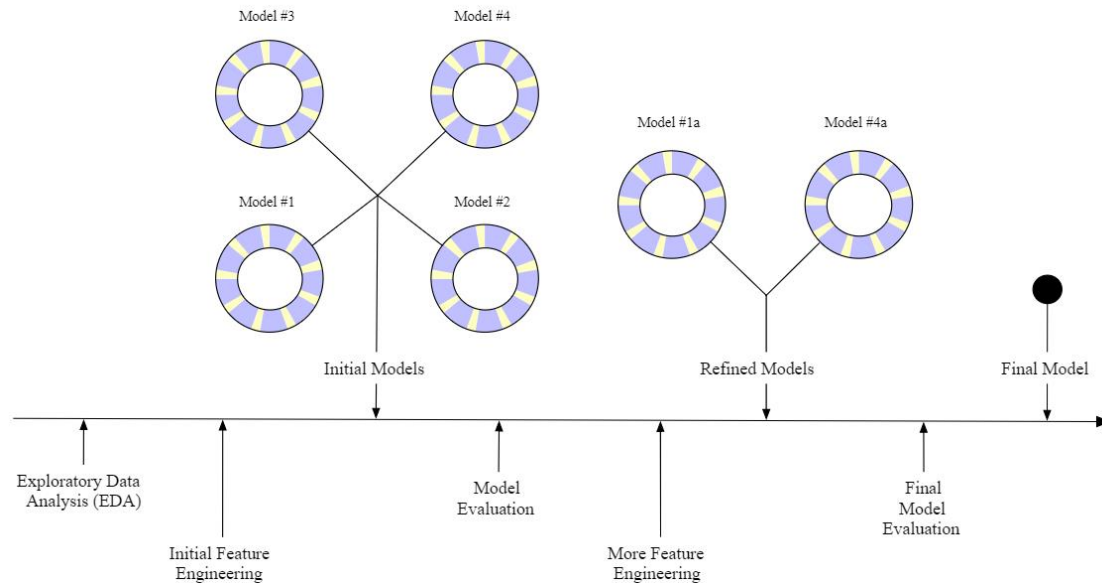 Model #3
Model #4
Model #1a
Model #4a
Model #1
Model #2
Initial Models
Refined Models
Final Model
Exploratory Data
Analysis (EDA)
Model
Evaluation
Final
Model
Evaluation
Initial Feature
Engineering
More Feature
Engineering